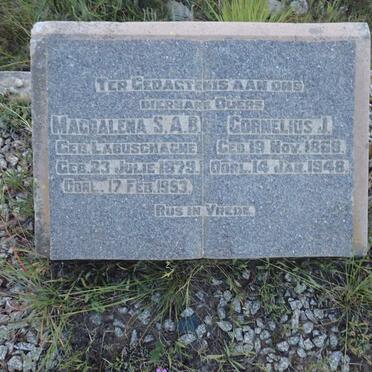 TER GEDAGTENIS AAN ONS
DIERBARE OUERS
MAGDALENA S.A.B.
GEB. LABUSCHAGNE
GEB. 23 JULIE 1879.
OORL. 17 FEB. 1953.
CORNELIUS J.
GEB. 19 NOV. 1869.
OORL. 14 JAN. 1948.
RUS IN VREDE.